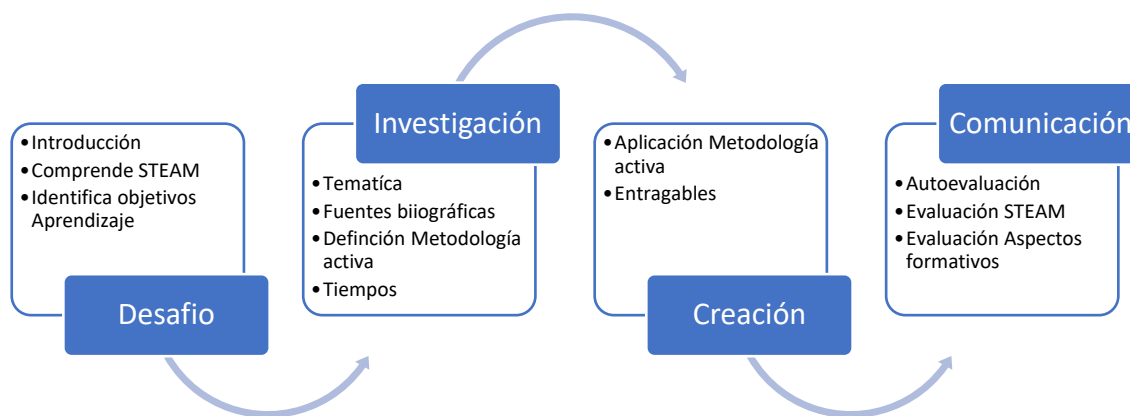 •Introducción
•Comprende STEAM
•Identifica objetivos
Aprendizaje
Desafio
Investigación
•Tematíca
•Fuentes biiográficas
•Definción Metodología
activa
•Tiempos
•Aplicación Metodología
activa
•Entragables
Creación
Comunicación
•Autoevaluación
•Evaluación STEAM
•Evaluación Aspectos
formativos